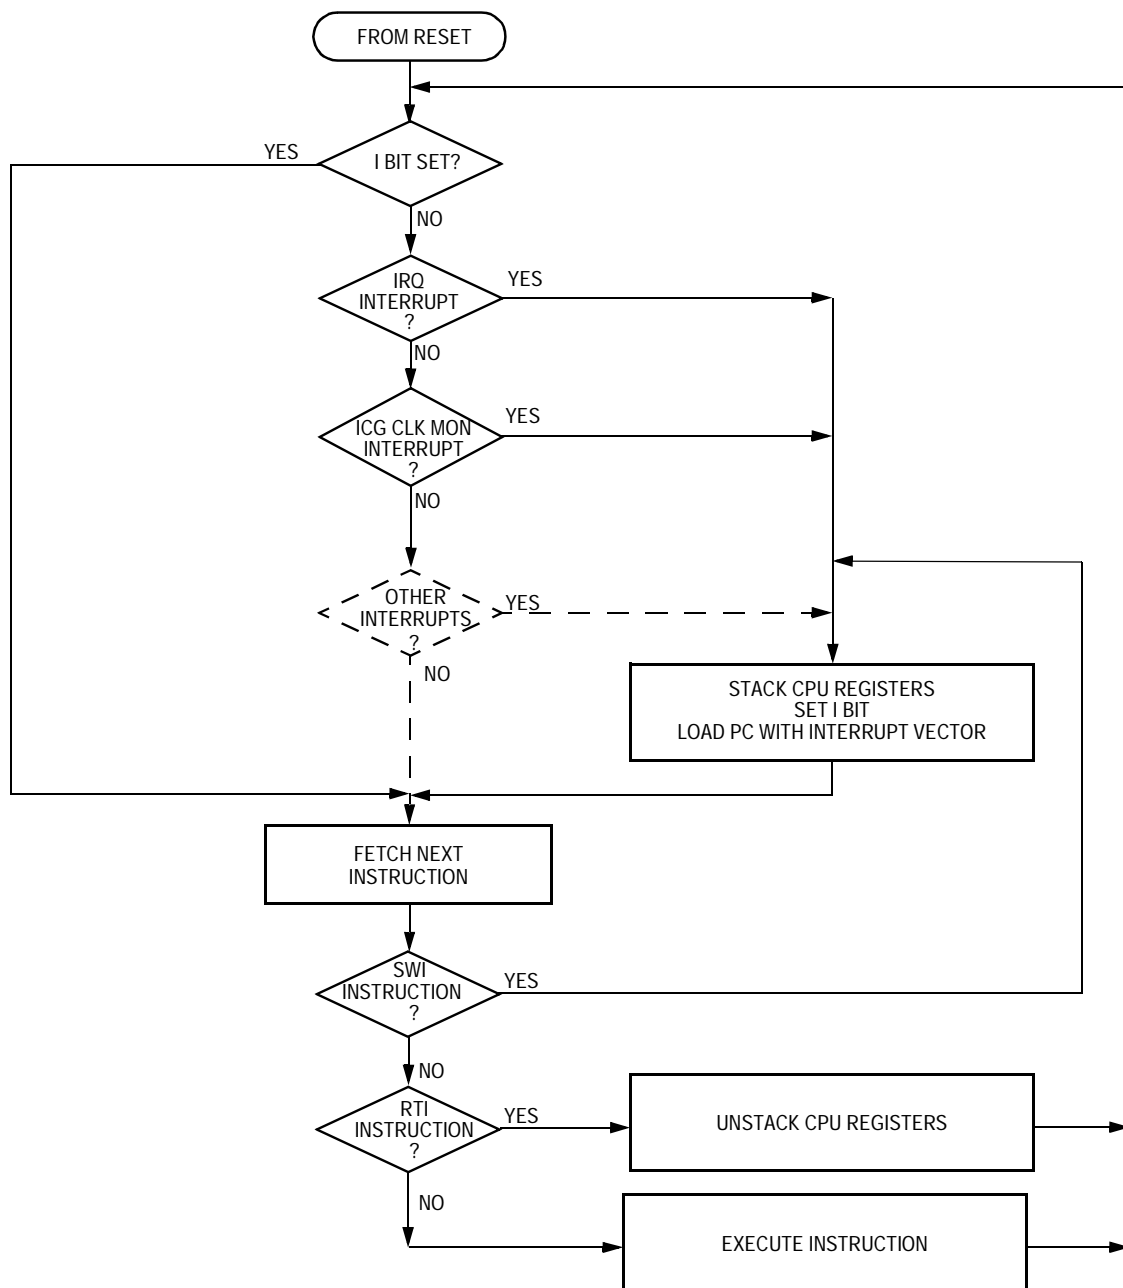 FROM RESET
YES
I BIT SET?
NO
IRQ
INTERRUPT
?
YES
NO
ICG CLK MON
INTERRUPT
?
YES
NO
OTHER
INTERRUPTS
?
YES
NO
STACK CPU REGISTERS
SET I BIT
LOAD PC WITH INTERRUPT VECTOR
FETCH NEXT
INSTRUCTION
SWI
INSTRUCTION
?
YES
NO
RTI
INSTRUCTION
?
YES
UNSTACK CPU REGISTERS
NO
EXECUTE INSTRUCTION